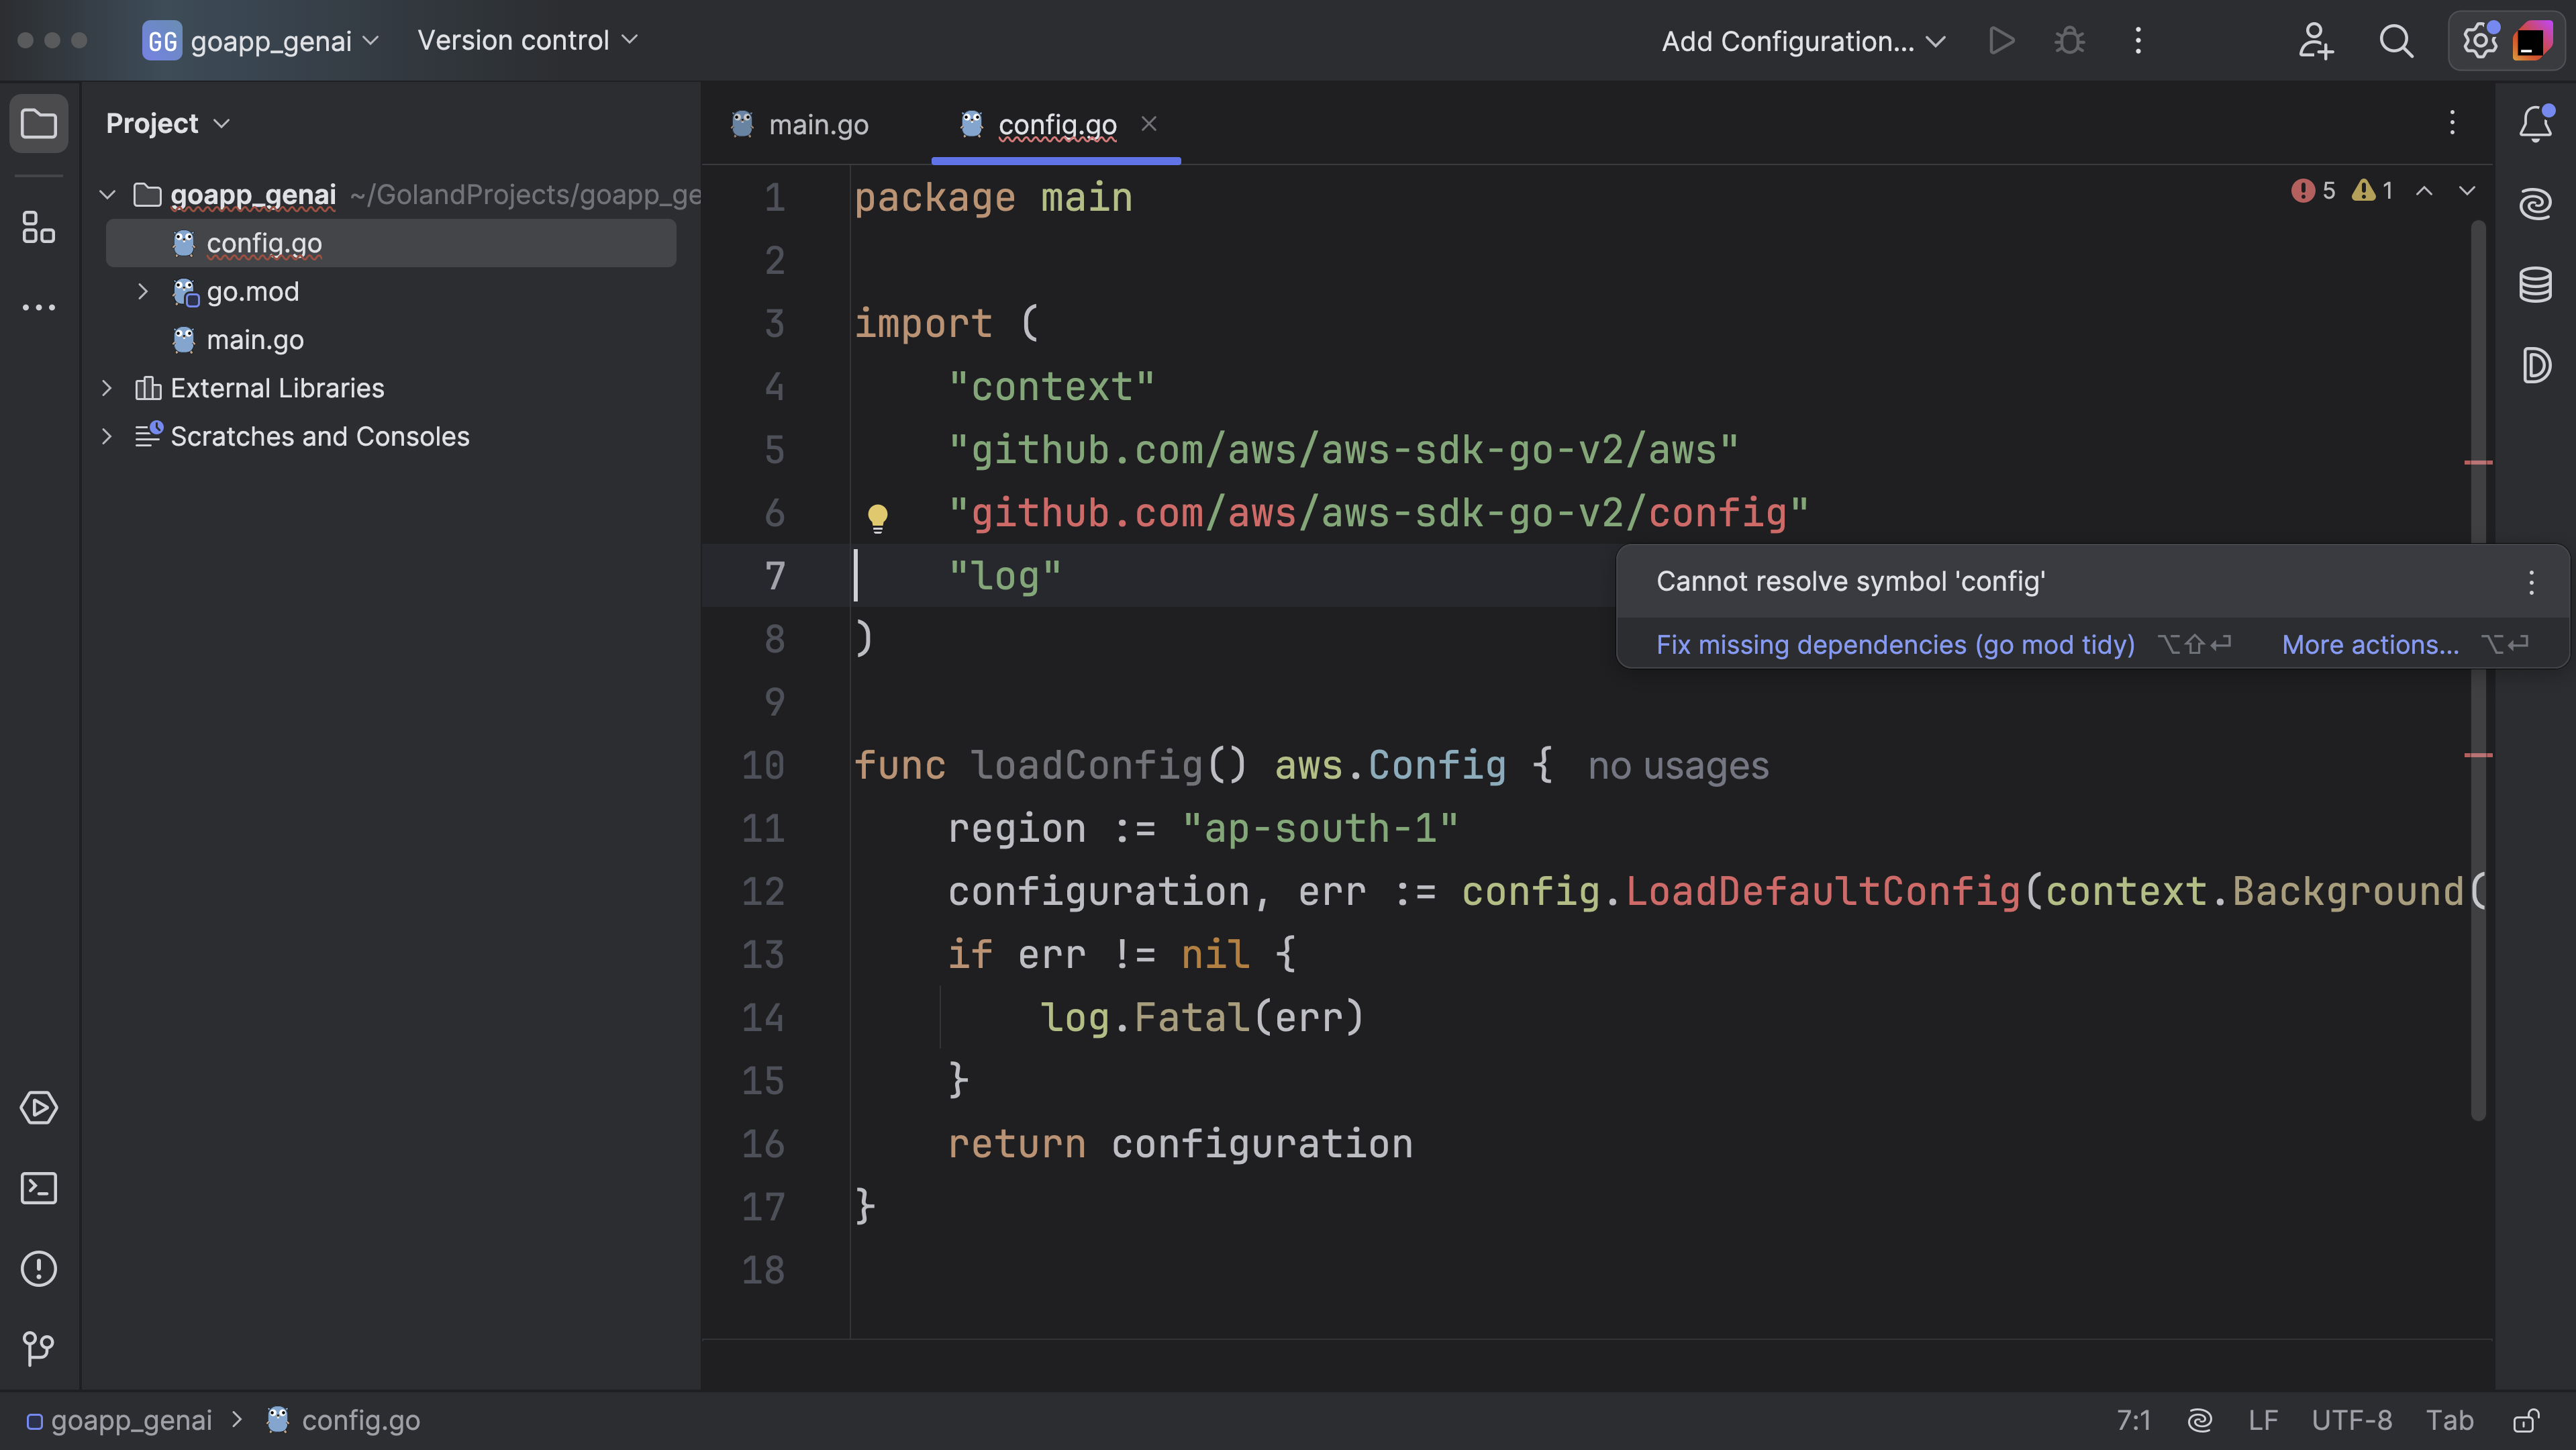 GG goapp_genai Version control Add Configuration...
Project
goapp_genai ~/GolandProjects/goapp_ge
config.go
go.mod
main.go
External Libraries
Scratches and Consoles
main.go config.go
5 1
1 package main
2
3 import (
4 "context"
5 "github.com/aws/aws-sdk-go-v2/aws"
6 "github.com/aws/aws-sdk-go-v2/config"
7 "log"
8 )
9
10 func loadConfig() aws.Config { no usages
11 region := "ap-south-1"
12 configuration, err := config.LoadDefaultConfig(context.Background(
13 if err != nil {
14 log.Fatal(err)
15 }
16 return configuration
17 }
18
Cannot resolve symbol 'config'
Fix missing dependencies (go mod tidy) ⌥⇧⏎ More actions... ⌥⏎
goapp_genai > config.go 7:1 LF UTF-8 Tab